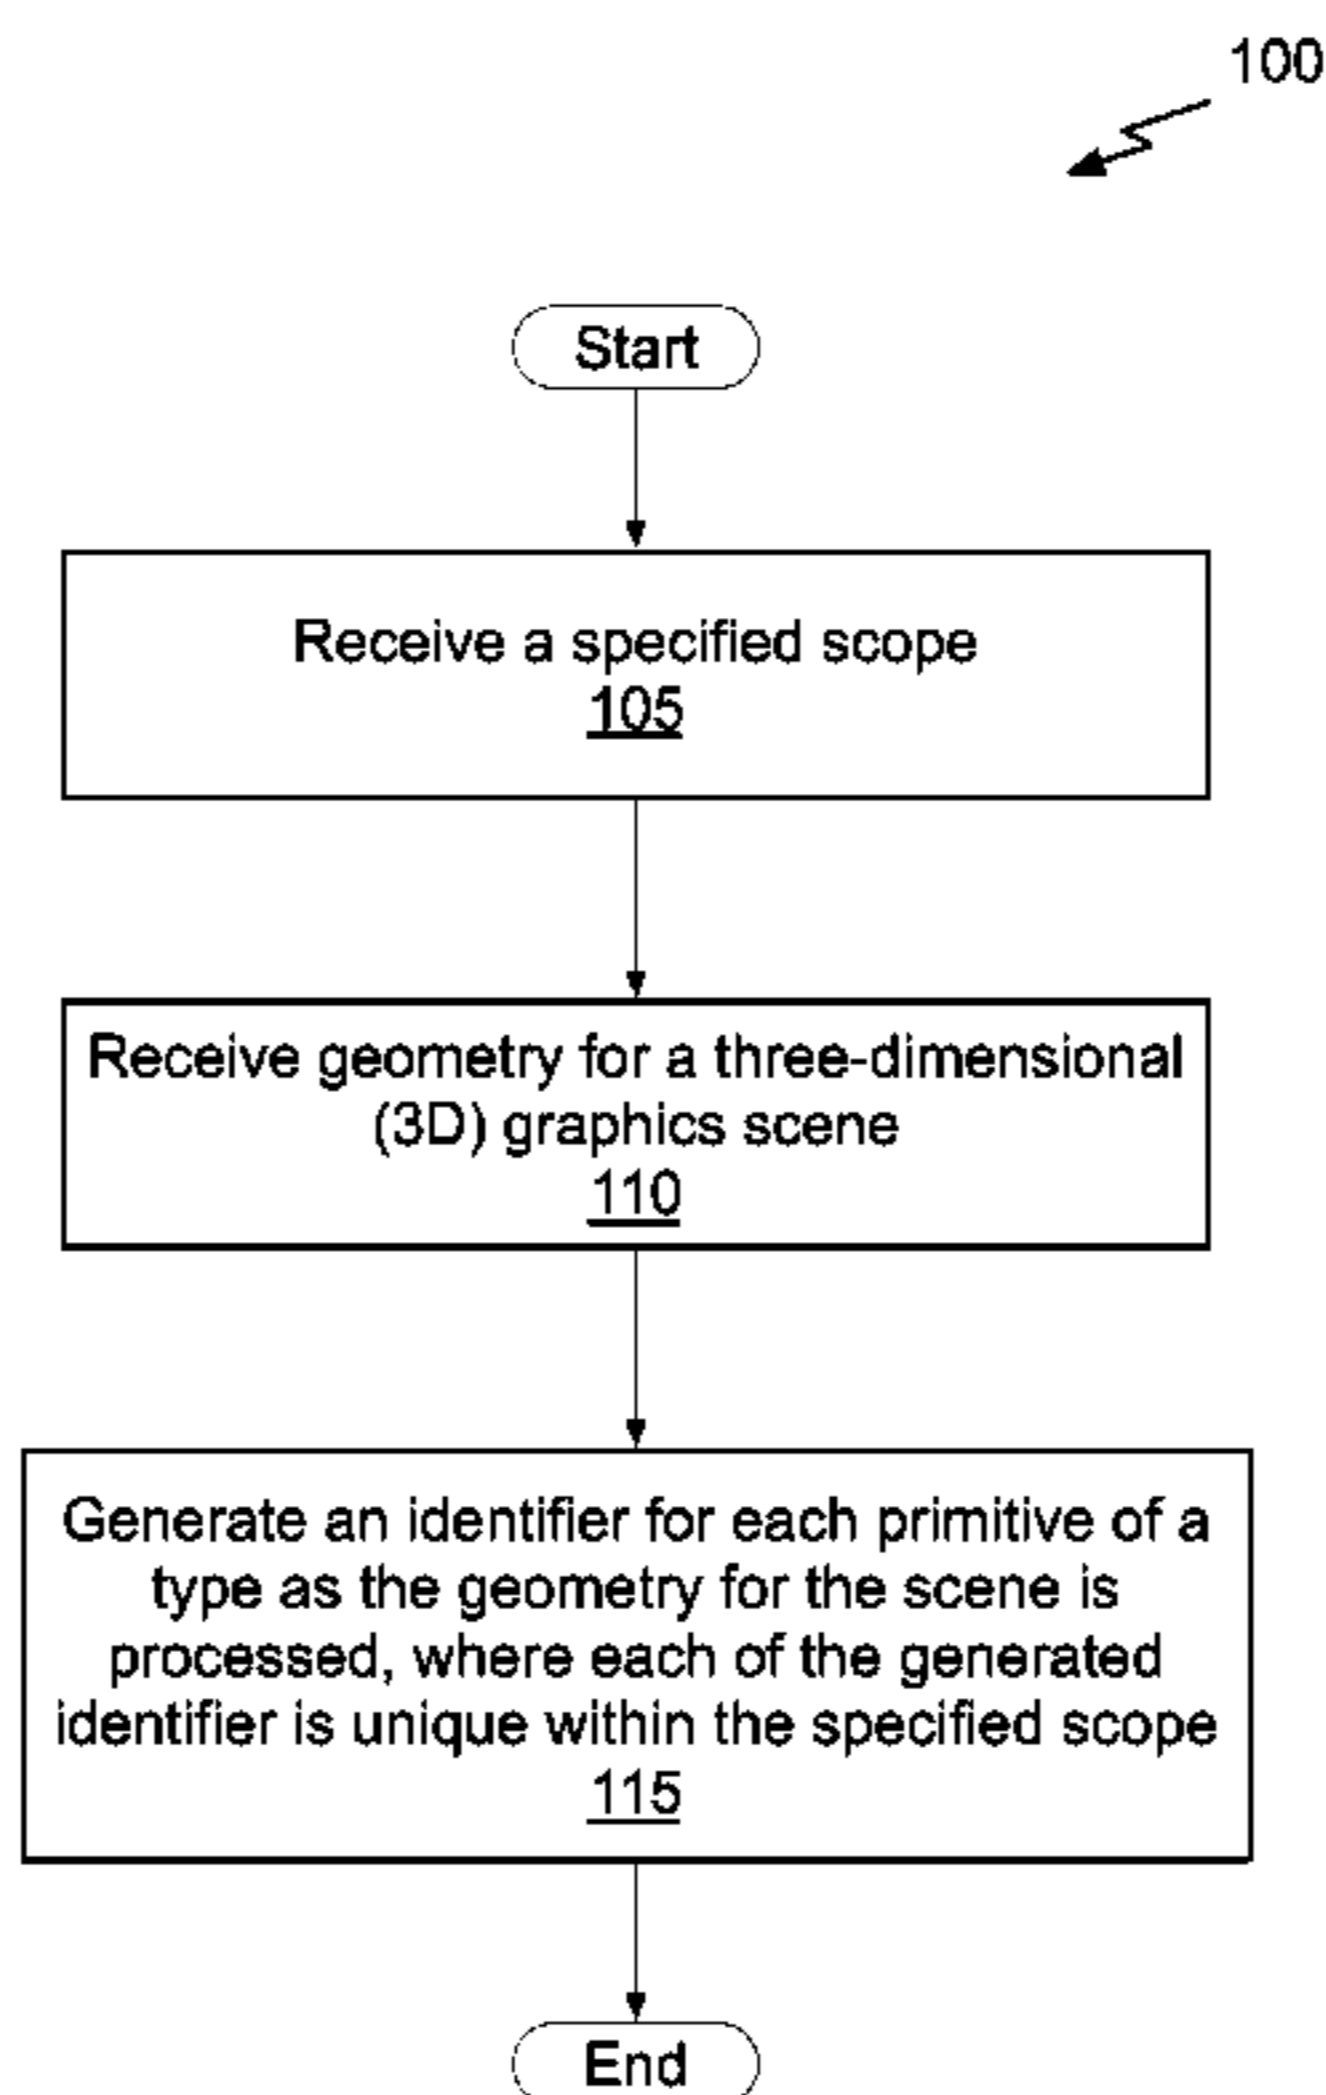 100
Start
Receive a specified scope
105
Receive geometry for a three-dimensional
(3D) graphics scene
110
Generate an identifier for each primitive of a
type as the geometry for the scene is
processed, where each of the generated
identifier is unique within the specified scope
115
End